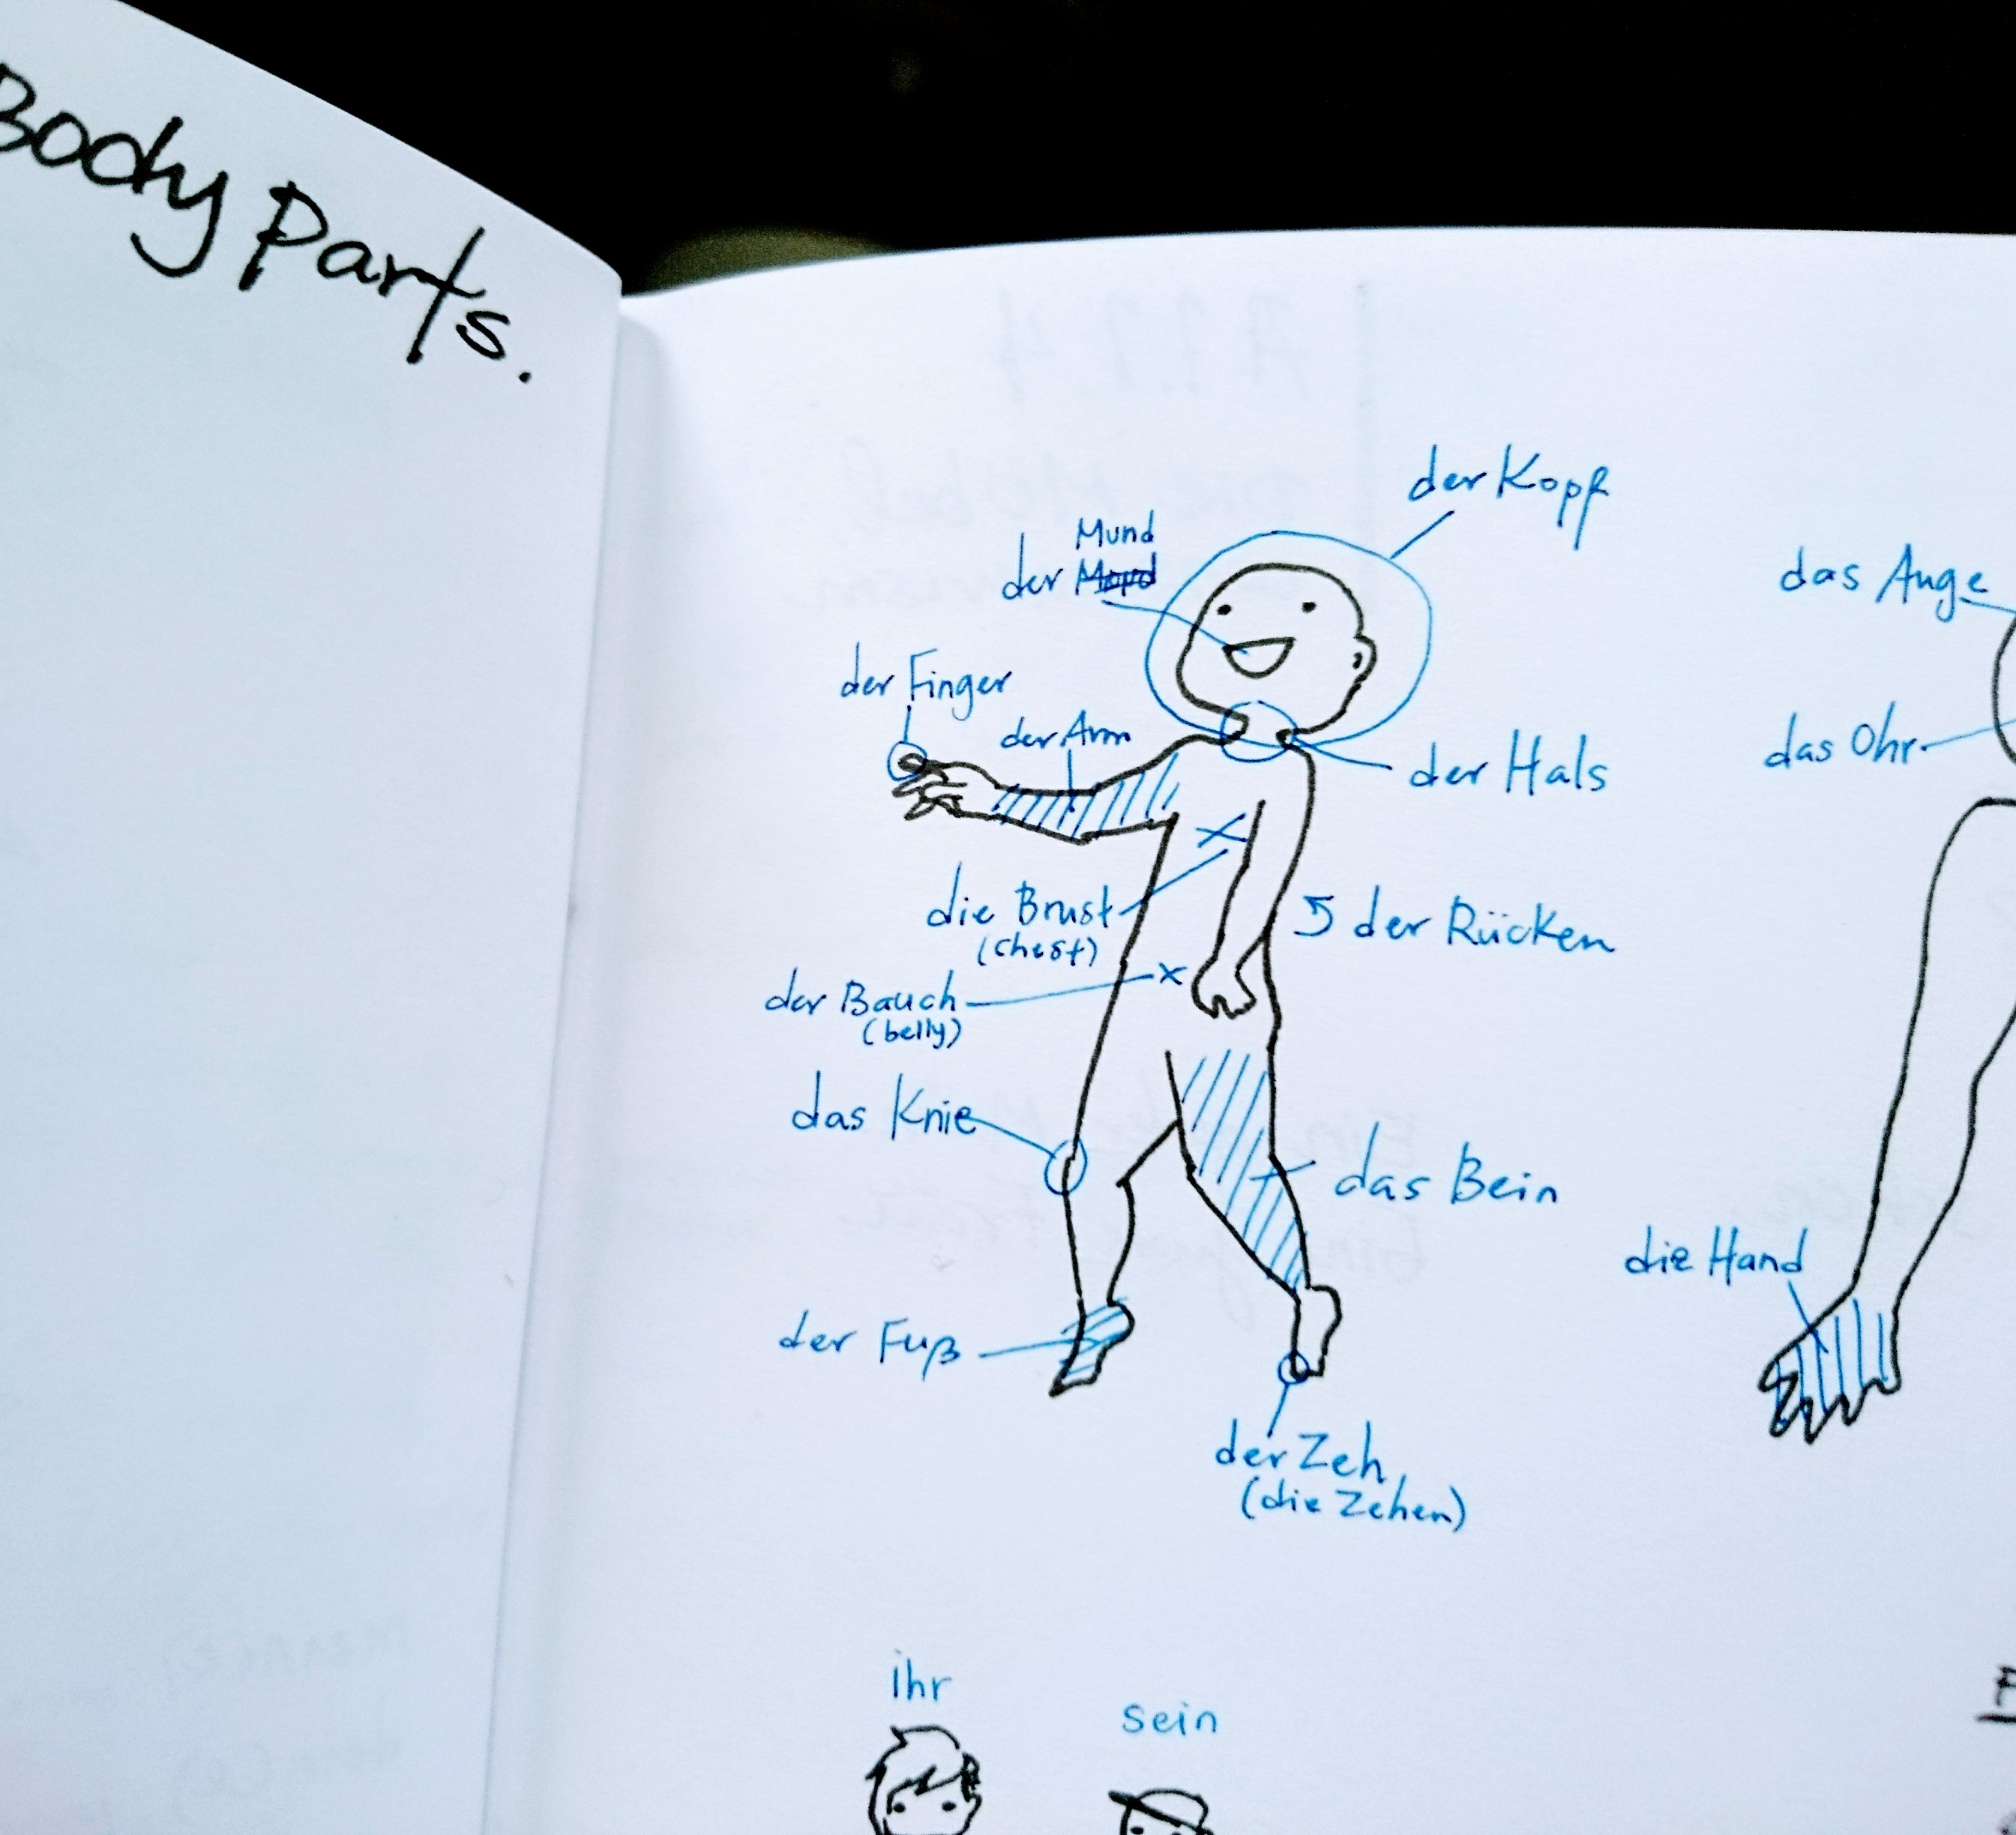 Body Parts.
der Kopf
Mund
der
der Finger
der Arm
der Hals
die Brust
(chest)
der Rücken
der Bauch
(belly)
das Knie
das Bein
der Fuß
der Zeh
(die Zehen)
das Auge
das Ohr
die Hand
ihr
sein